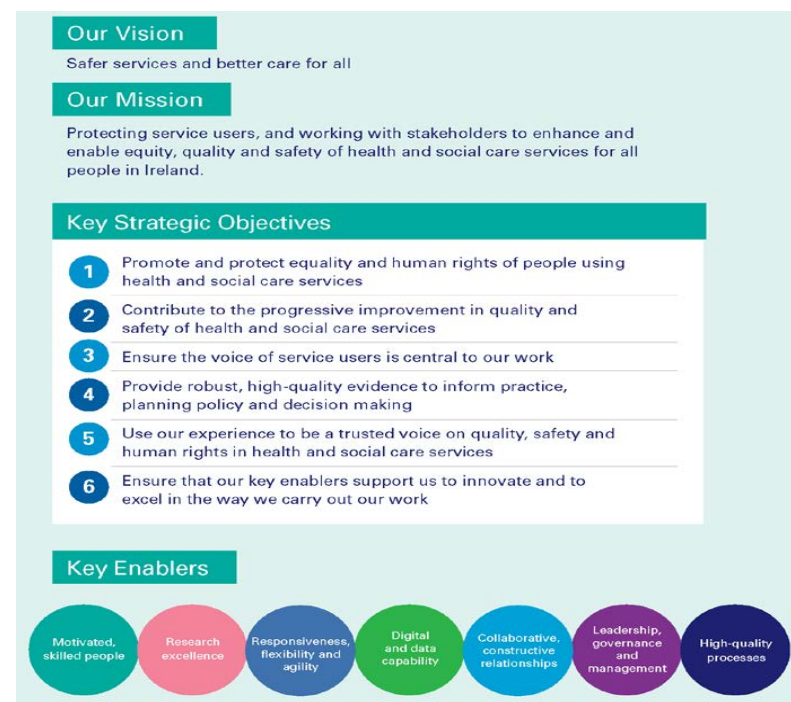 Our Vision
Safer services and better care for all
Our Mission
Protecting service users, and working with stakeholders to enhance and
enable equity, quality and safety of health and social care services for all
people in Ireland.
Key Strategic Objectives
1 Promote and protect equality and human rights of people using
health and social care services
2 Contribute to the progressive improvement in quality and
safety of health and social care services
3 Ensure the voice of service users is central to our work
4 Provide robust, high-quality evidence to inform practice,
planning policy and decision making
5 Use our experience to be a trusted voice on quality, safety and
human rights in health and social care services
6 Ensure that our key enablers support us to innovate and to
excel in the way we carry out our work
Key Enablers
Motivated,
skilled people
Research
excellence
Responsiveness,
flexibility and
agility
Digital
and data
capability
Collaborative,
constructive
relationships
Leadership,
governance
and
management
High-quality
processes